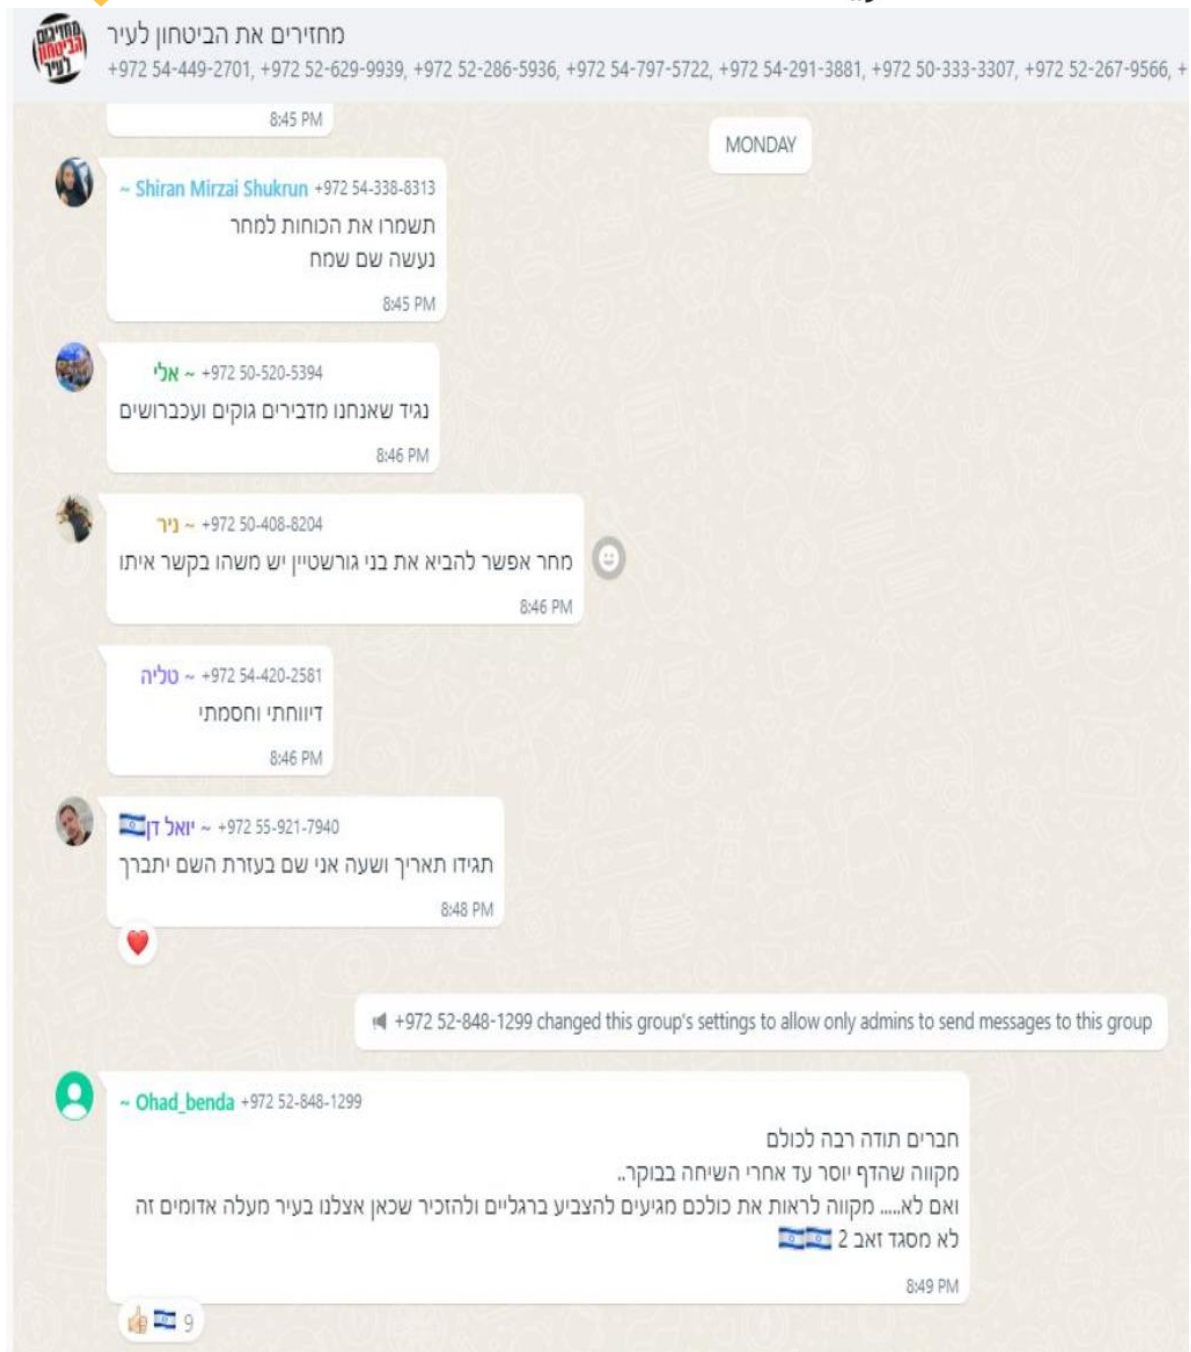 מחזירים
הביטחון
לעיר
מחזירים את הביטחון לעיר
+972 54-449-2701, +972 52-629-9939, +972 52-286-5936, +972 54-797-5722, +972 54-291-3881, +972 50-333-3307, +972 52-267-9566, +
8:45 PM
MONDAY
~ Shiran Mirzai Shukrun +972 54-338-8313
תשמרו את הכוחות למחר
נעשה שם שמח
8:45 PM
אלי ~ +972 50-520-5394
נגיד שאנחנו מדבירים גוקים ועכברושים
8:46 PM
ניר ~ +972 50-408-8204
מחר אפשר להביא את בני גורשטיין יש משהו בקשר איתו
8:46 PM
טליה ~ +972 54-420-2581
דיווחתי וחסמתי
8:46 PM
יואל דן🇮🇱 ~ +972 55-921-7940
תגידו תאריך ושעה אני שם בעזרת השם יתברך
8:48 PM
❤️
+972 52-848-1299 changed this group's settings to allow only admins to send messages to this group
~ Ohad_benda +972 52-848-1299
חברים תודה רבה לכולם
מקווה שהדף יוסר עד אחרי השיחה בבוקר..
ואם לא..... מקווה לראות את כולכם מגיעים להצביע ברגליים ולהזכיר שכאן אצלנו בעיר מעלה אדומים זה
לא מסגד זאב 2 🇮🇱🇮🇱
8:49 PM
👍🏻🇮🇱 9